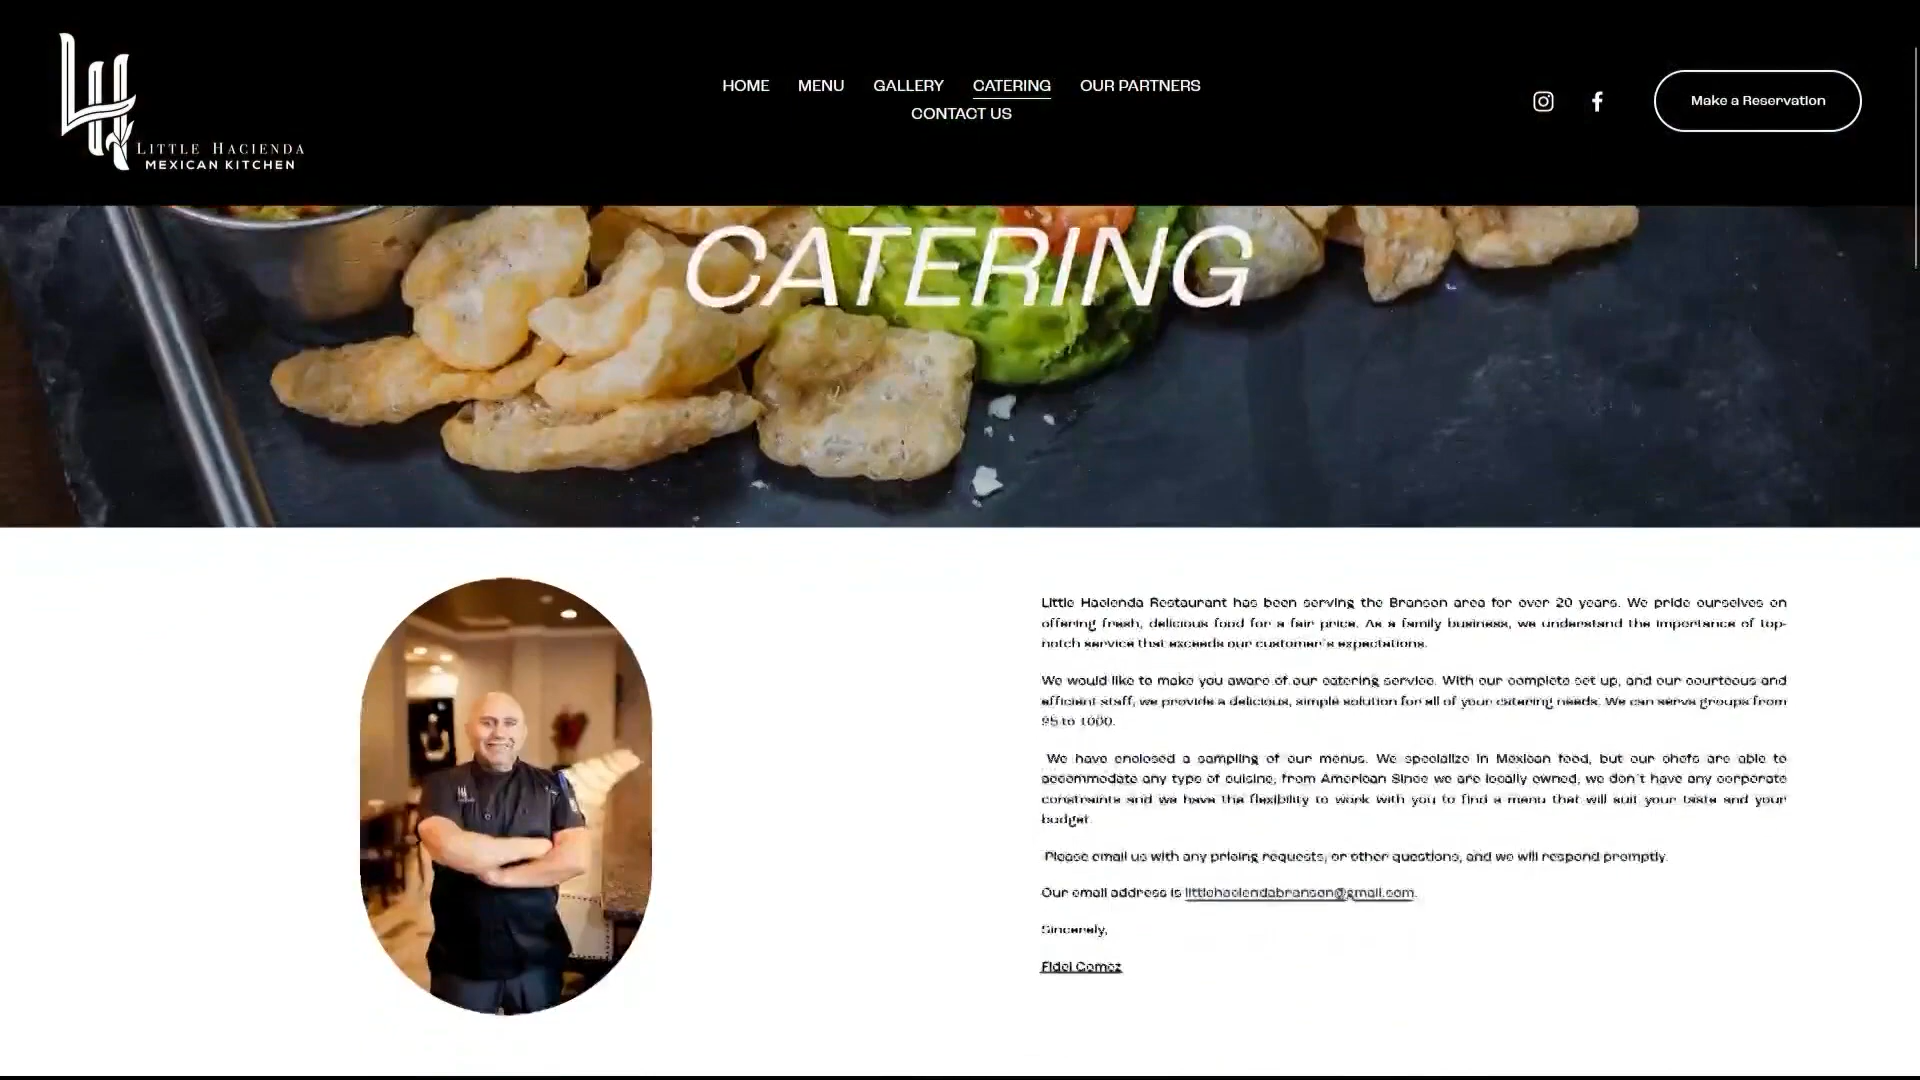 LH
LITTLE HACIENDA
MEXICAN KITCHEN
HOME MENU GALLERY CATERING OUR PARTNERS
CONTACT US
Make a Reservation
CATERING
Little Hacienda Restaurant has been serving the Branson area for over 20 years. We pride ourselves on
offering fresh, delicious food for a fair price. As a family business, we understand the importance of top-
notch service that exceeds our customer's expectations.
We would like to make you aware of our catering service. With our complete set up, and our courteous and
efficient staff, we provide a delicious, simple solution for all of your catering needs. We can serve groups from
to 1000.
We have enclosed a sampling of our menus. We specialize in Mexican food, but our chefs are able to
accommodate any type of cuisine, from American Since we are locally owned, we don't have any corporate
constraints and we have the flexibility to work with you to find a menu that will suit your taste and your
budget.
Please email us with any pricing requests, or other questions, and we will respond promptly.
Our email address is littlehaciendabranson@gmail.com.
Sincerely,
Fidel Gomez